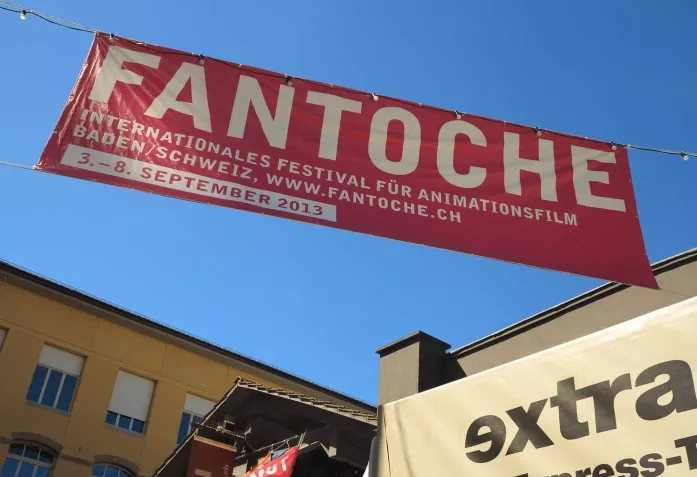 FANTOCHE
INTERNATIONALES FESTIVAL FÜR ANIMATIONSFILM
BADEN/SCHWEIZ, WWW.FANTOCHE.CH
3.–8. SEPTEMBER 2013
extra